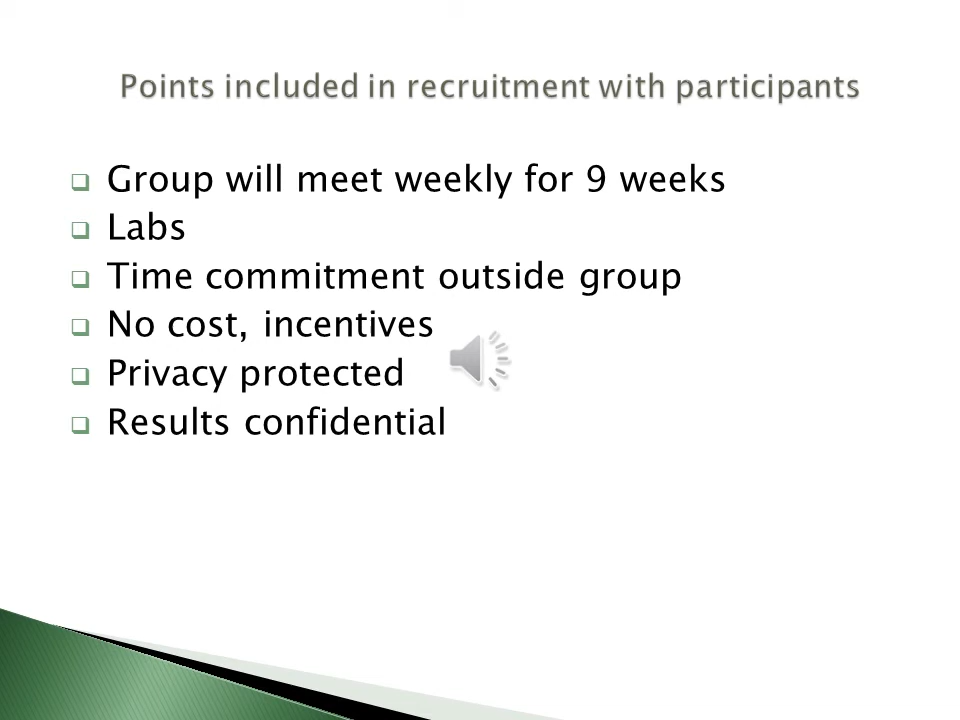 Points included in recruitment with participants
Group will meet weekly for 9 weeks
Labs
Time commitment outside group
No cost, incentives
Privacy protected
Results confidential